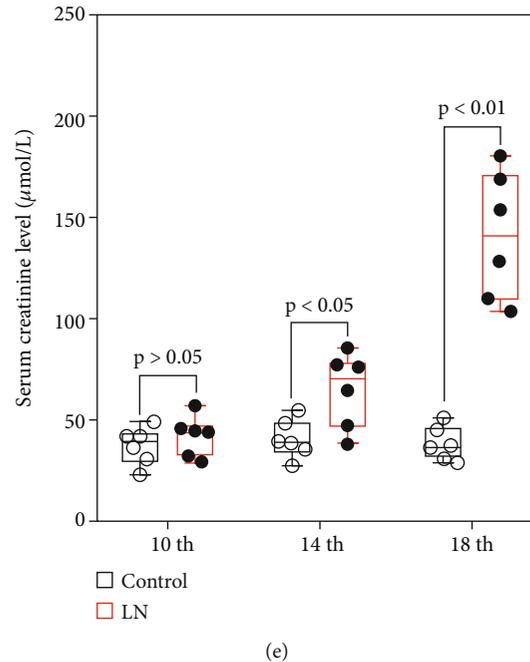 250
200
150
100
50
0
Serum creatinine level (μmol/L)
p > 0.05
p < 0.05
p < 0.01
10 th
14 th
18 th
Control
LN
(e)